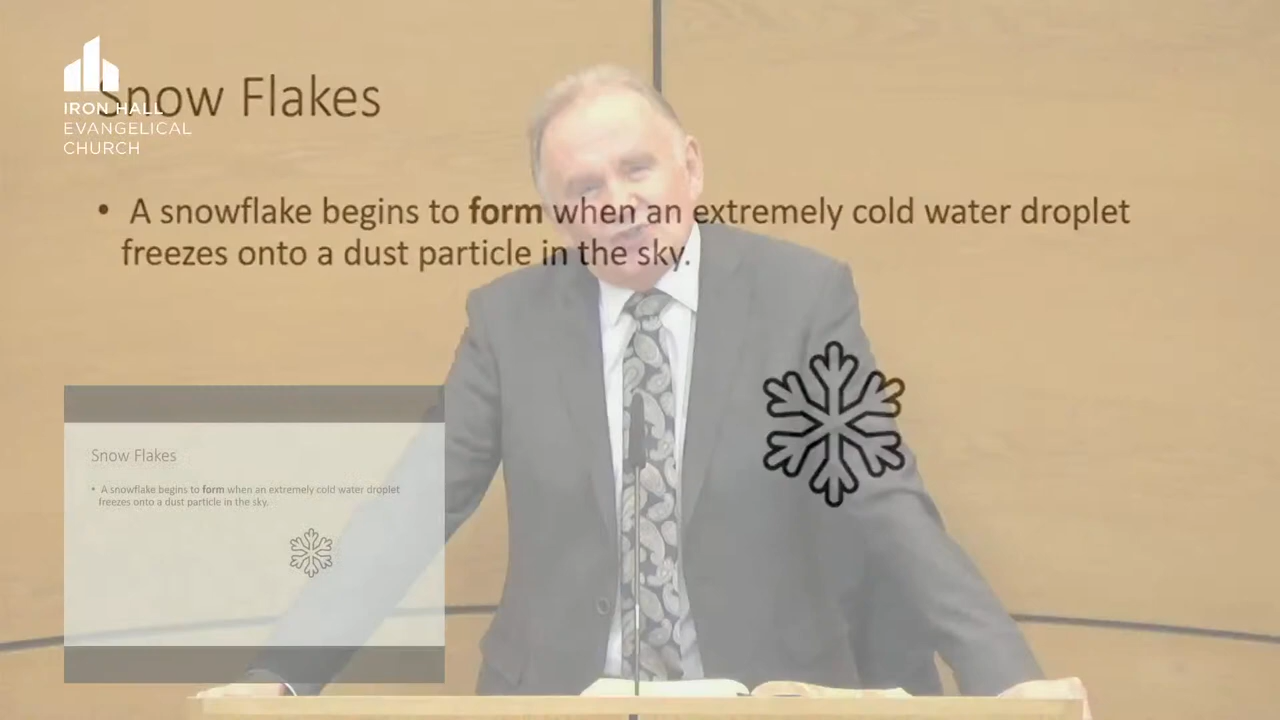 Snow Flakes
IRON HALL
EVANGELICAL
CHURCH
• A snowflake begins to form when an extremely cold water droplet
freezes onto a dust particle in the sky.
Snow Flakes
• A snowflake begins to form when an extremely cold water droplet
freezes onto a dust particle in the sky.